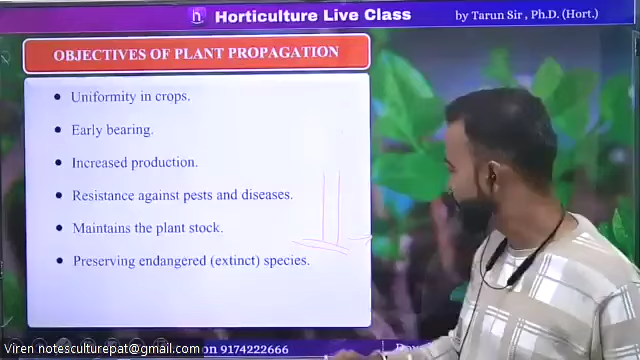 Horticulture Live Class
by Tarun Sir , Ph.D. (Hort.)
OBJECTIVES OF PLANT PROPAGATION
• Uniformity in crops.
• Early bearing.
• Increased production.
• Resistance against pests and diseases.
• Maintains the plant stock.
• Preserving endangered (extinct) species.
Viren notesculturepat@gmail.com
on 9174222666